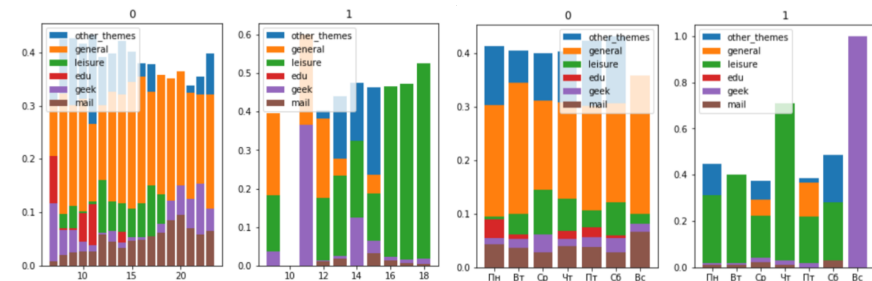 0
0.4
0.3
0.2
0.1
0.0
10
15
20
other_themes
general
leisure
edu
geek
mail
1
0.6
0.5
0.4
0.3
0.2
0.1
0.0
10
12
14
16
18
other_themes
general
leisure
edu
geek
mail
0
0.4
0.3
0.2
0.1
0.0
Пн
Вт
Ср
Чт
Пт
Сб
Вс
other_themes
general
leisure
edu
geek
mail
1
1.0
0.8
0.6
0.4
0.2
0.0
Пн
Вт
Ср
Чт
Пт
Сб
Вс
other_themes
general
leisure
edu
geek
mail